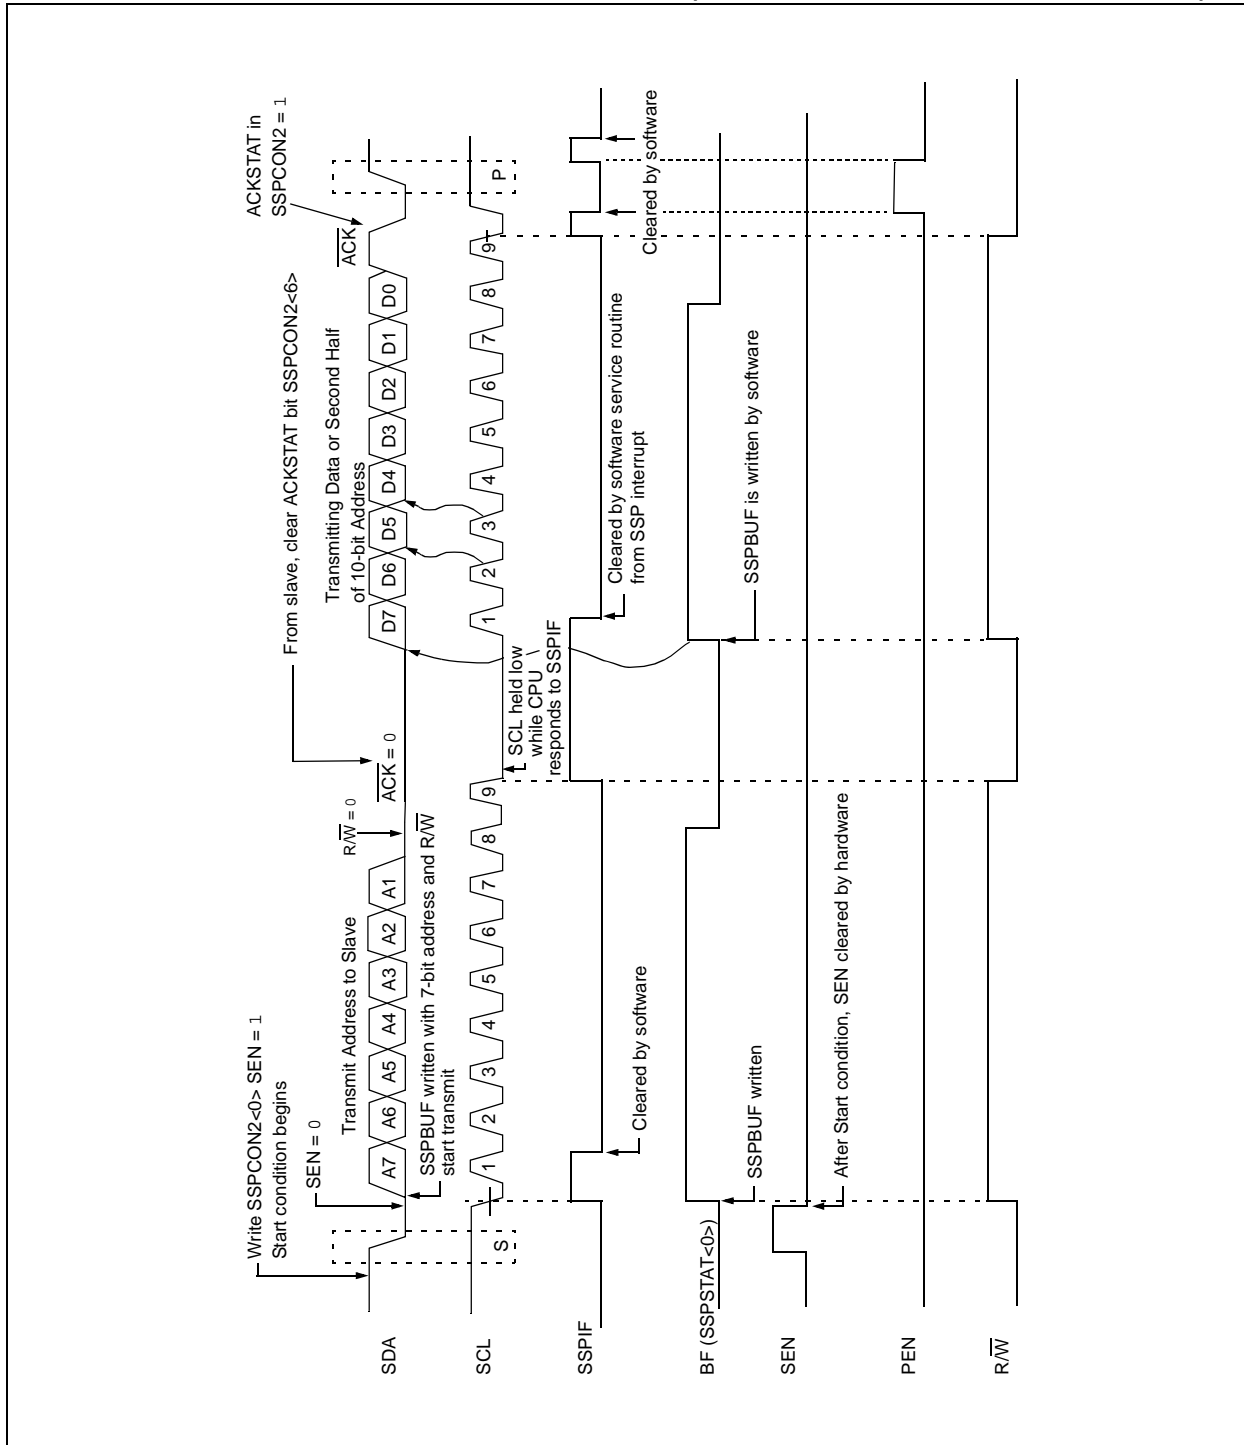 Write SSPCON2<0> SEN = 1
Start condition begins
SEN = 0
From slave, clear ACKSTAT bit SSPCON2<6>
ACKSTAT in
SSPCON2 = 1
Transmit Address to Slave
R/W = 0
ACK = 0
Transmitting Data or Second Half
of 10-bit Address
ACK
SDA
A7
A6
A5
A4
A3
A2
A1
D7
D6
D5
D4
D3
D2
D1
D0
SSPBUF written with 7-bit address and R/W
start transmit
SCL
S
1
2
3
4
5
6
7
8
9
1
2
3
4
5
6
7
8
9
P
SCL held low
while CPU
responds to SSPIF
SSPIF
Cleared by software
Cleared by software service routine
from SSP interrupt
Cleared by software
BF (SSPSTAT<0>)
SSPBUF written
SSPBUF is written by software
SEN
After Start condition, SEN cleared by hardware
PEN
R/W